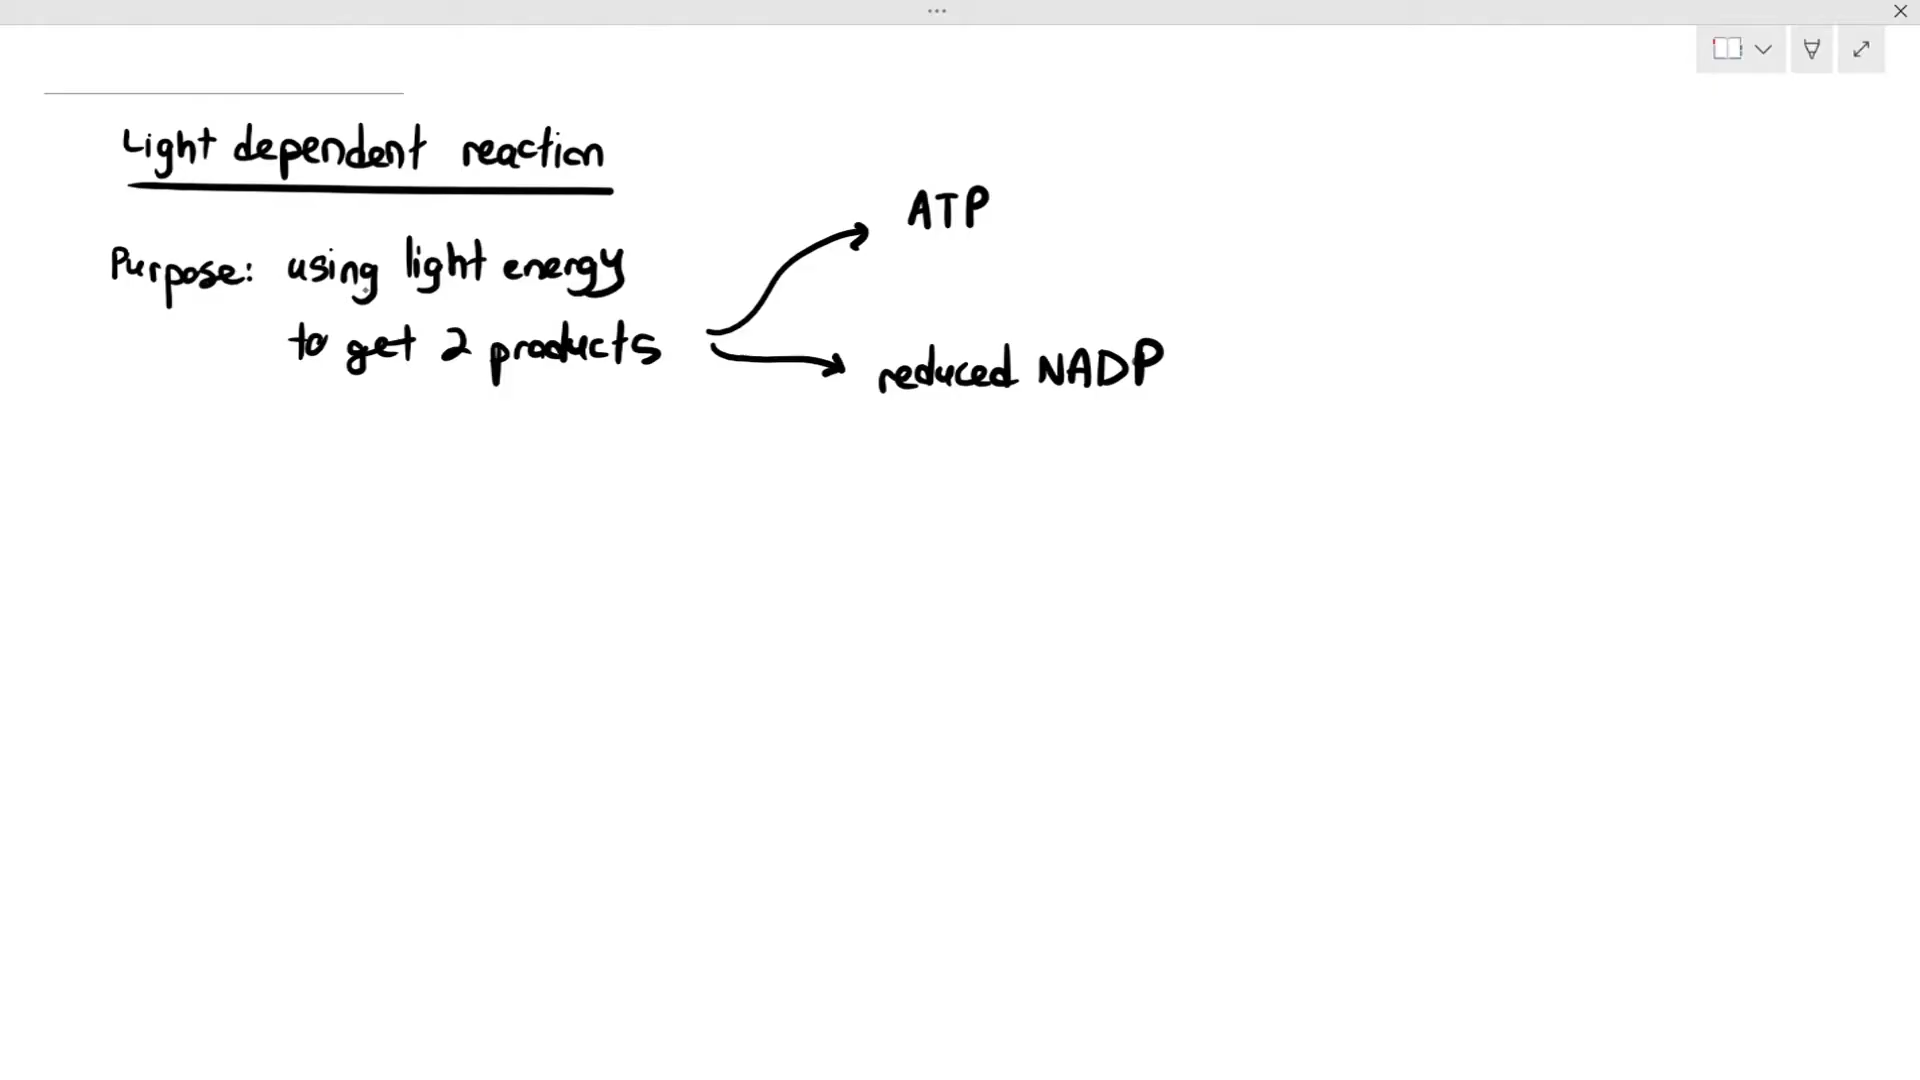 Light dependent reaction
Purpose: using light energy
to get 2 products
ATP
reduced NADP